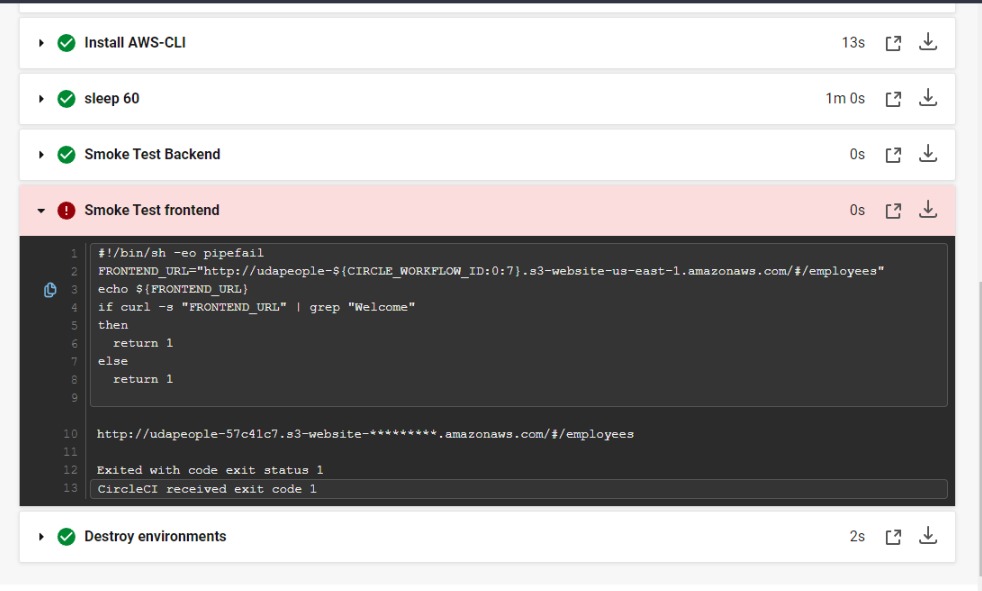 Install AWS-CLI 13s
sleep 60 1m 0s
Smoke Test Backend 0s
Smoke Test frontend 0s
1 #!/bin/sh -eo pipefail
2 FRONTEND_URL="http://udapeople-${CIRCLE_WORKFLOW_ID:0:7}.s3-website-us-east-1.amazonaws.com/#/employees"
3 echo ${FRONTEND_URL}
4 if curl -s "FRONTEND_URL" | grep "Welcome"
5 then
6 return 1
7 else
8 return 1
9
10 http://udapeople-57c41c7.s3-website-*********.amazonaws.com/#/employees
11
12 Exited with code exit status 1
13 CircleCI received exit code 1
Destroy environments 2s